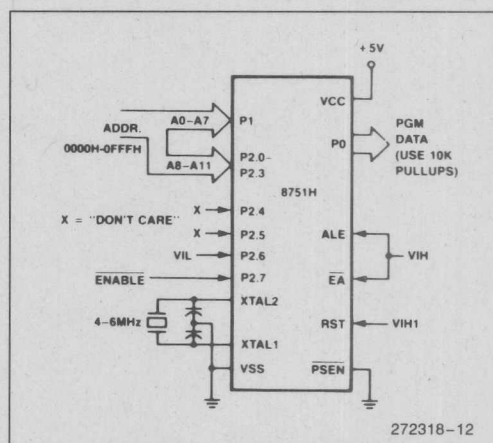 + 5V
VCC
A0–A7
P1
ADDR.
0000H-0FFFH
P0
PGM
DATA
(USE 10K
PULLUPS)
A8–A11
P2.0-
P2.3
8751H
X
P2.4
X = "DON'T CARE"
X
P2.5
ALE
VIL
P2.6
VIH
ENABLE
P2.7
EA
XTAL2
4–6MHz
RST
VIH1
XTAL1
VSS
PSEN
272318–12